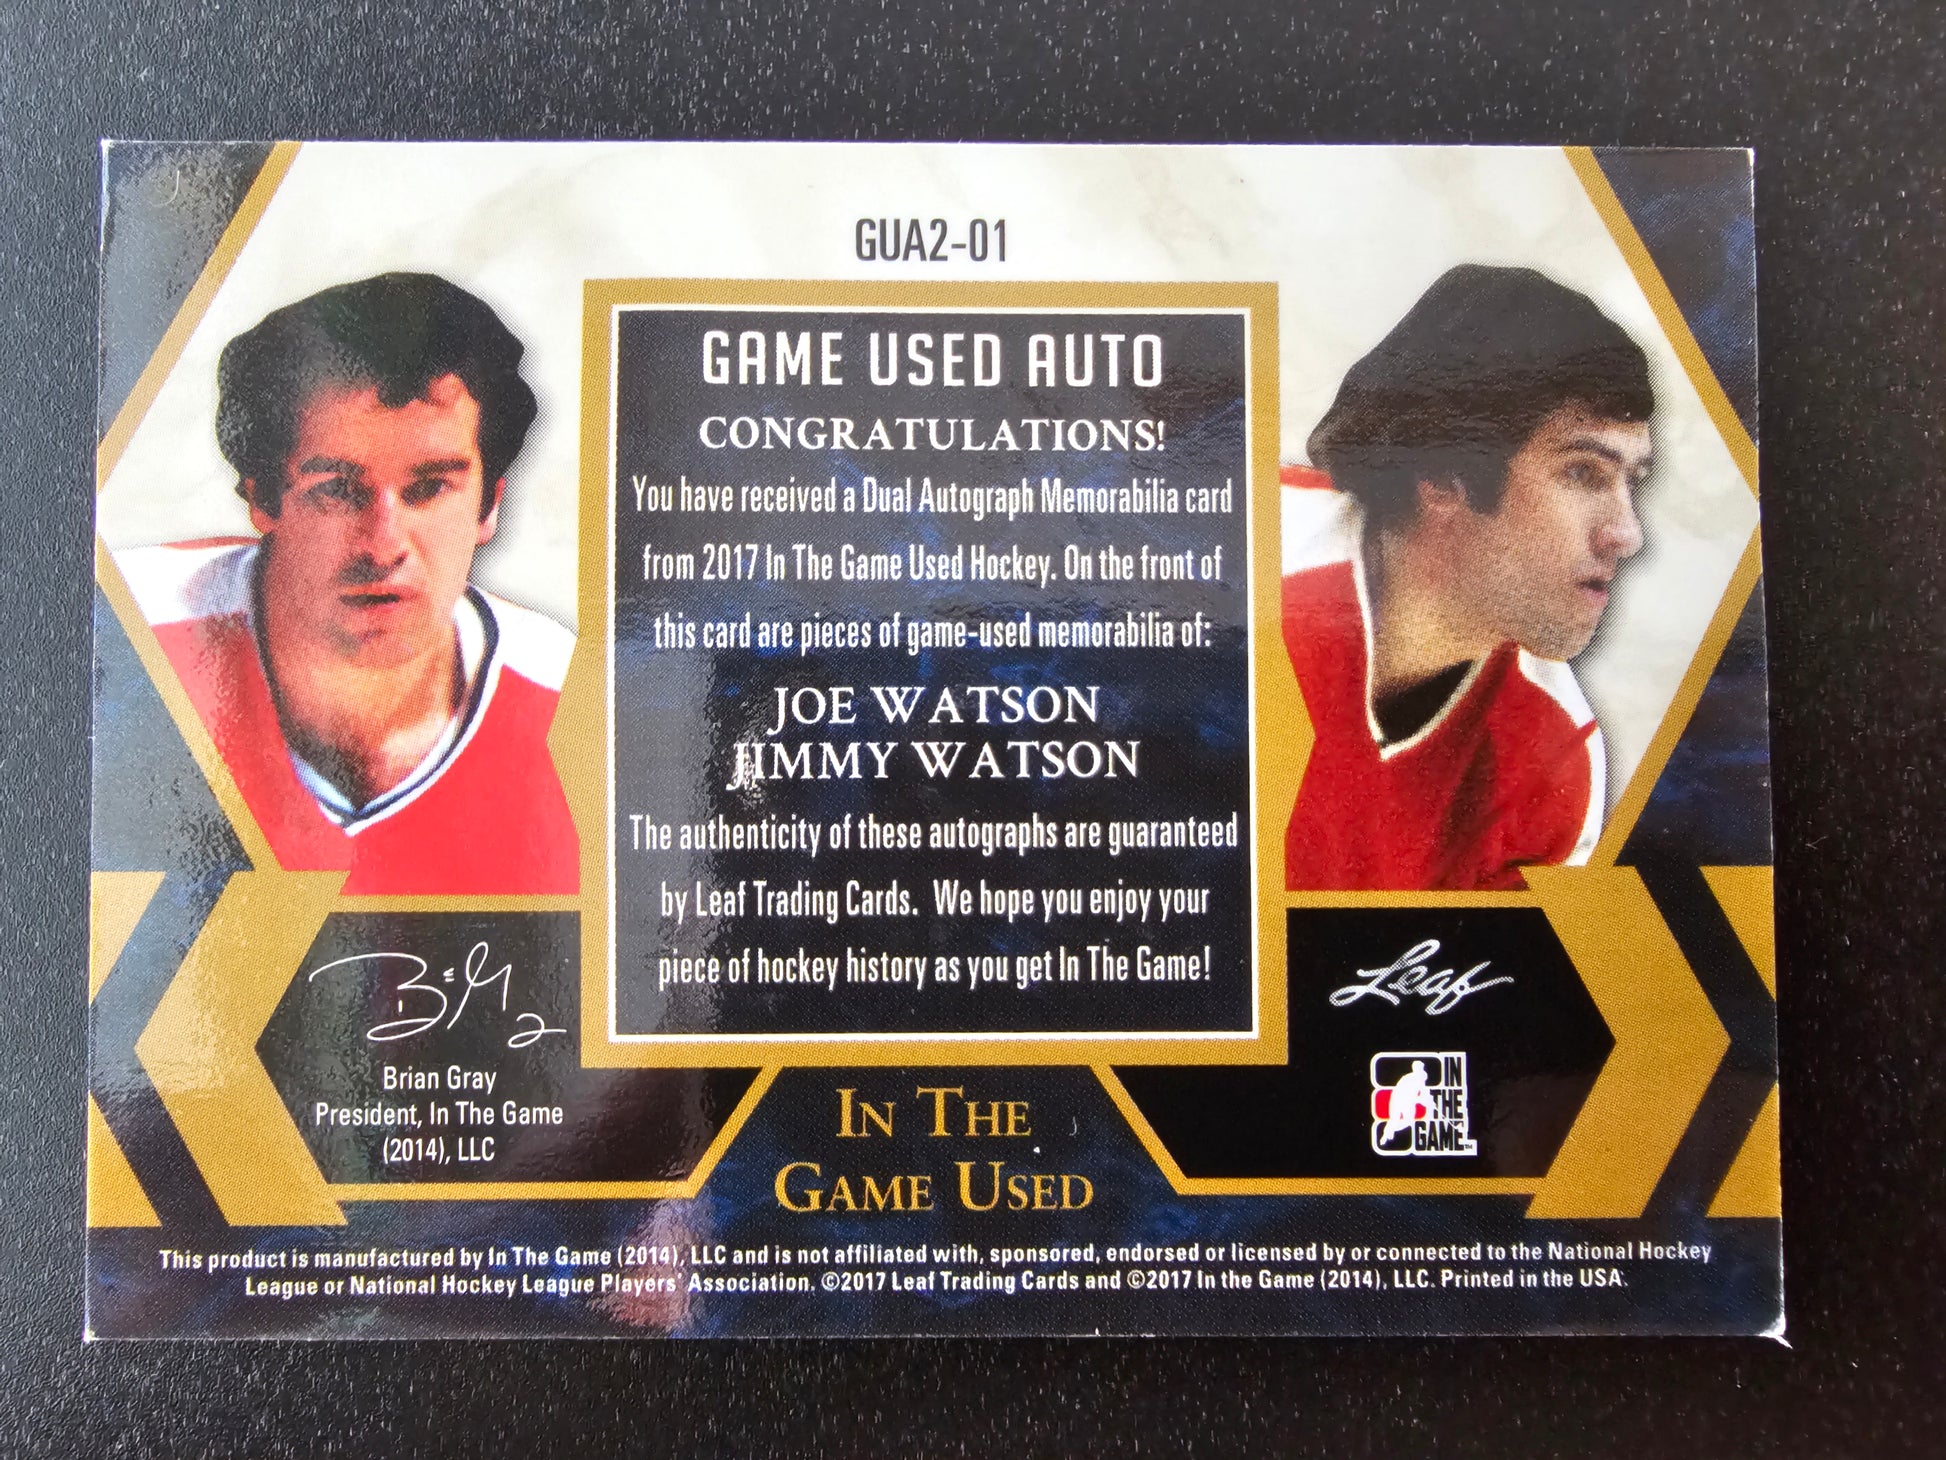 GUA2-01
GAME USED AUTO
CONGRATULATIONS!
You have received a Dual Autograph Memorabilia card
from 2017 In The Game Used Hockey. On the front of
this card are pieces of game-used memorabilia of:
JOE WATSON
JIMMY WATSON
The authenticity of these autographs are guaranteed
by Leaf Trading Cards. We hope you enjoy your
piece of hockey history as you get In The Game!
Brian Gray
President, In The Game
(2014), LLC
Leaf
IN
THE
GAME™
IN THE
GAME USED
This product is manufactured by In The Game (2014), LLC and is not affiliated with, sponsored, endorsed or licensed by or connected to the National Hockey
League or National Hockey League Players' Association. ©2017 Leaf Trading Cards and ©2017 In the Game (2014), LLC. Printed in the USA.